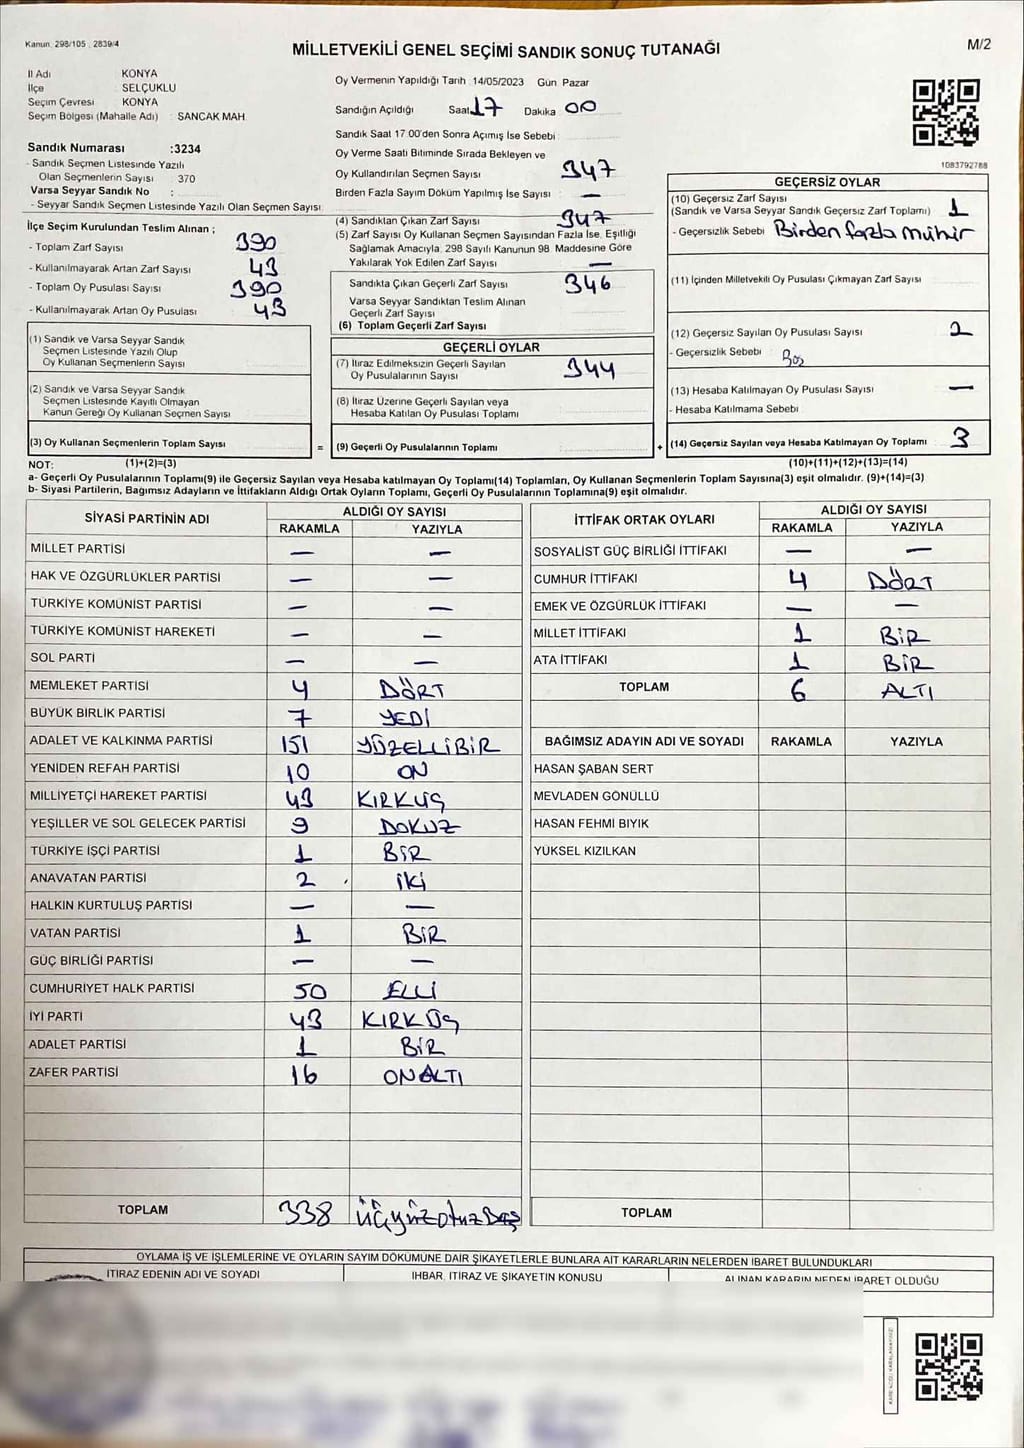 Kanun 298/105 , 2839/4
MİLLETVEKİLİ GENEL SEÇİMİ SANDIK SONUÇ TUTANAĞI
M/2
İl Adı KONYA
İlçe SELÇUKLU
Seçim Çevresi KONYA
Seçim Bölgesi (Mahalle Adı) : SANCAK MAH.
Sandık Numarası :3234
- Sandık Seçmen Listesinde Yazılı
Olan Seçmenlerin Sayısı : 370
Varsa Seyyar Sandık No :
- Seyyar Sandık Seçmen Listesinde Yazılı Olan Seçmen Sayısı:
İlçe Seçim Kurulundan Teslim Alınan ;
- Toplam Zarf Sayısı 390
- Kullanılmayarak Artan Zarf Sayısı 43
- Toplam Oy Pusulası Sayısı 390
- Kullanılmayarak Artan Oy Pusulası 43
(1) Sandık ve Varsa Seyyar Sandık
Seçmen Listesinde Yazılı Olup
Oy Kullanan Seçmenlerin Sayısı
(2) Sandık ve Varsa Seyyar Sandık
Seçmen Listesinde Kayıtlı Olmayan
Kanun Gereği Oy Kullanan Seçmen Sayısı
(3) Oy Kullanan Seçmenlerin Toplam Sayısı =
Oy Vermenin Yapıldığı Tarih : 14/05/2023 Gün Pazar
Sandığın Açıldığı Saat 17 Dakika 00
Sandık Saat 17:00'den Sonra Açmış İse Sebebi
Oy Verme Saati Bitiminde Sırada Bekleyen ve
Oy Kullandırılan Seçmen Sayısı 347
Birden Fazla Sayım Döküm Yapılmış İse Sayısı —
(4) Sandıktan Çıkan Zarf Sayısı 347
(5) Zarf Sayısı Oy Kullanan Seçmen Sayısından Fazla İse, Eşitliği
Sağlamak Amacıyla, 298 Sayılı Kanunun 98. Maddesine Göre
Yakılarak Yok Edilen Zarf Sayısı —
Sandıkta Çıkan Geçerli Zarf Sayısı 346
Varsa Seyyar Sandıktan Teslim Alınan
Geçerli Zarf Sayısı
(6) Toplam Geçerli Zarf Sayısı
GEÇERLİ OYLAR
(7) İtiraz Edilmeksizin Geçerli Sayılan
Oy Pusulalarının Sayısı 344
(8) İtiraz Üzerine Geçerli Sayılan veya
Hesaba Katılan Oy Pusulası Toplamı
(9) Geçerli Oy Pusulalarının Toplamı +
1083792788
GEÇERSİZ OYLAR
(10) Geçersiz Zarf Sayısı
(Sandık ve Varsa Seyyar Sandık Geçersiz Zarf Toplamı) 1
- Geçersizlik Sebebi Birden fazla mühür
(11) İçinden Milletvekili Oy Pusulası Çıkmayan Zarf Sayısı
(12) Geçersiz Sayılan Oy Pusulası Sayısı 2
- Geçersizlik Sebebi : Boş
(13) Hesaba Katılmayan Oy Pusulası Sayısı —
- Hesaba Katılmama Sebebi
(14) Geçersiz Sayılan veya Hesaba Katılmayan Oy Toplamı 3
NOT: (1)+(2)=(3) (10)+(11)+(12)+(13)=(14)
a- Geçerli Oy Pusulalarının Toplamı(9) ile Geçersiz Sayılan veya Hesaba katılmayan Oy Toplamı(14) Toplamları, Oy Kullanan Seçmenlerin Toplam Sayısına(3) eşit olmalıdır. (9)+(14)=(3)
b- Siyasi Partilerin, Bağımsız Adayların ve İttifakların Aldığı Ortak Oyların Toplamı, Geçerli Oy Pusulalarının Toplamına(9) eşit olmalıdır.
SİYASİ PARTİNİN ADI ALDIĞI OY SAYISI
RAKAMLA YAZIYLA
MİLLET PARTİSİ — —
HAK VE ÖZGÜRLÜKLER PARTİSİ — —
TÜRKİYE KOMÜNİST PARTİSİ — —
TÜRKİYE KOMÜNİST HAREKETİ — —
SOL PARTİ — —
MEMLEKET PARTİSİ 4 DÖRT
BÜYÜK BİRLİK PARTİSİ 7 YEDİ
ADALET VE KALKINMA PARTİSİ 151 YÜZELLİBİR
YENİDEN REFAH PARTİSİ 10 ON
MİLLİYETÇİ HAREKET PARTİSİ 43 KIRKÜÇ
YEŞİLLER VE SOL GELECEK PARTİSİ 9 DOKUZ
TÜRKİYE İŞÇİ PARTİSİ 1 BİR
ANAVATAN PARTİSİ 2 İKİ
HALKIN KURTULUŞ PARTİSİ — —
VATAN PARTİSİ 1 BİR
GÜÇ BİRLİĞİ PARTİSİ — —
CUMHURİYET HALK PARTİSİ 50 ELLİ
İYİ PARTİ 43 KIRKÜÇ
ADALET PARTİSİ 1 BİR
ZAFER PARTİSİ 16 ONALTI
TOPLAM 338 üçyüzotuz
İTTİFAK ORTAK OYLARI ALDIĞI OY SAYISI
RAKAMLA YAZIYLA
SOSYALİST GÜÇ BİRLİĞİ İTTİFAKI — —
CUMHUR İTTİFAKI 4 DÖRT
EMEK VE ÖZGÜRLÜK İTTİFAKI — —
MİLLET İTTİFAKI 1 BİR
ATA İTTİFAKI 1 BİR
TOPLAM 6 ALTI
BAĞIMSIZ ADAYIN ADI VE SOYADI RAKAMLA YAZIYLA
HASAN ŞABAN SERT
MEVLADEN GÖNÜLLÜ
HASAN FEHMİ BIYIK
YÜKSEL KIZILKAN
TOPLAM
OYLAMA İŞ VE İŞLEMLERİNE VE OYLARIN SAYIM DÖKÜMÜNE DAİR ŞİKAYETLERLE BUNLARA AİT KARARLARIN NELERDEN İBARET BULUNDUKLARI
İTİRAZ EDENİN ADI VE SOYADI İHBAR, İTİRAZ VE ŞİKAYETİN KONUSU ALINAN KARARIN NEDEN İBARET OLDUĞU